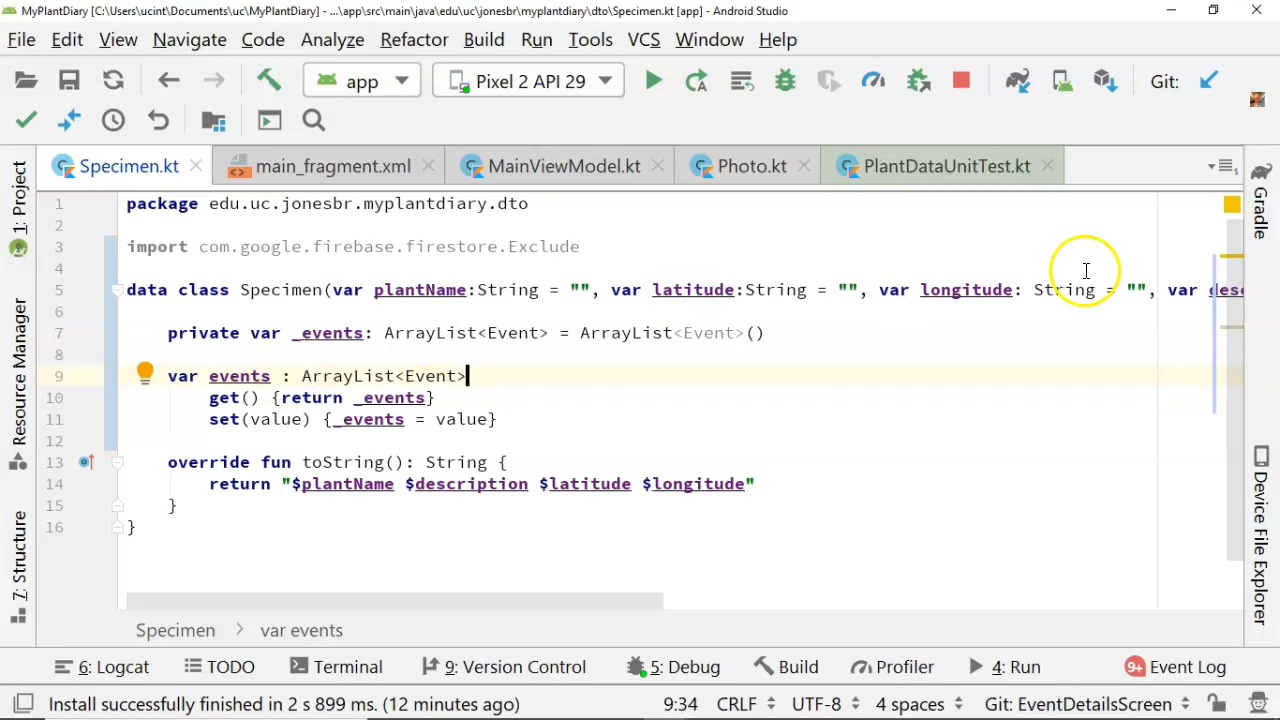 MyPlantDiary [C:\Users\ucint\Documents\uc\MyPlantDiary] - ...\app\src\main\java\edu\uc\jonesbr\myplantdiary\dto\Specimen.kt [app] - Android Studio
File Edit View Navigate Code Analyze Refactor Build Run Tools VCS Window Help
app Pixel 2 API 29 Git:
Specimen.kt main_fragment.xml MainViewModel.kt Photo.kt PlantDataUnitTest.kt
1: Project
Resource Manager
7: Structure
1 package edu.uc.jonesbr.myplantdiary.dto
2
3 import com.google.firebase.firestore.Exclude
4
5 data class Specimen(var plantName:String = "", var latitude:String = "", var longitude: String = "", var desc
6
7 private var _events: ArrayList<Event> = ArrayList<Event>()
8
9 var events : ArrayList<Event>
10 get() {return _events}
11 set(value) {_events = value}
12
13 override fun toString(): String {
14 return "$plantName $description $latitude $longitude"
15 }
16 }
Gradle
Device File Explorer
Specimen > var events
6: Logcat TODO Terminal 9: Version Control 5: Debug Build Profiler 4: Run 9+ Event Log
Install successfully finished in 2 s 899 ms. (12 minutes ago) 9:34 CRLF UTF-8 4 spaces Git: EventDetailsScreen